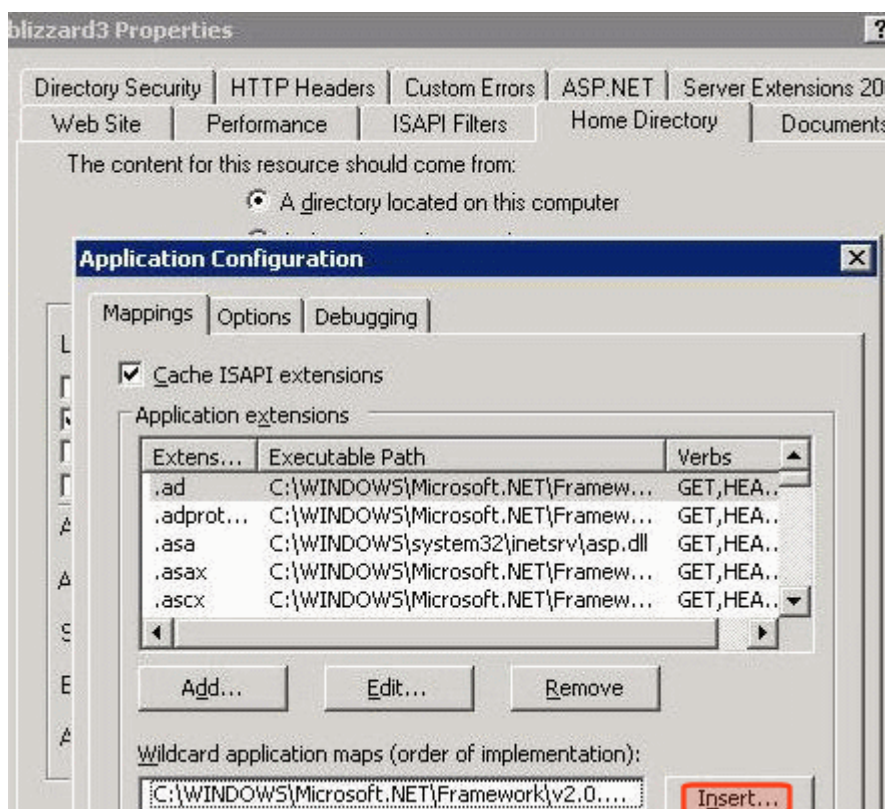 blizzard3 Properties
?
Directory Security HTTP Headers Custom Errors ASP.NET Server Extensions 20
Web Site Performance ISAPI Filters Home Directory Documents
The content for this resource should come from:
A directory located on this computer
Application Configuration
Mappings Options Debugging
L
Cache ISAPI extensions
Application extensions
Extens... Executable Path Verbs
.ad C:\WINDOWS\Microsoft.NET\Framew... GET,HEA..
.adprot... C:\WINDOWS\Microsoft.NET\Framew... GET,HEA..
A
.asa C:\WINDOWS\system32\inetsrv\asp.dll GET,HEA..
.asax C:\WINDOWS\Microsoft.NET\Framew... GET,HEA..
A
.ascx C:\WINDOWS\Microsoft.NET\Framew... GET,HEA..
S
E
Add... Edit... Remove
A
Wildcard application maps (order of implementation):
C:\WINDOWS\Microsoft.NET\Framework\v2.0.... Insert...